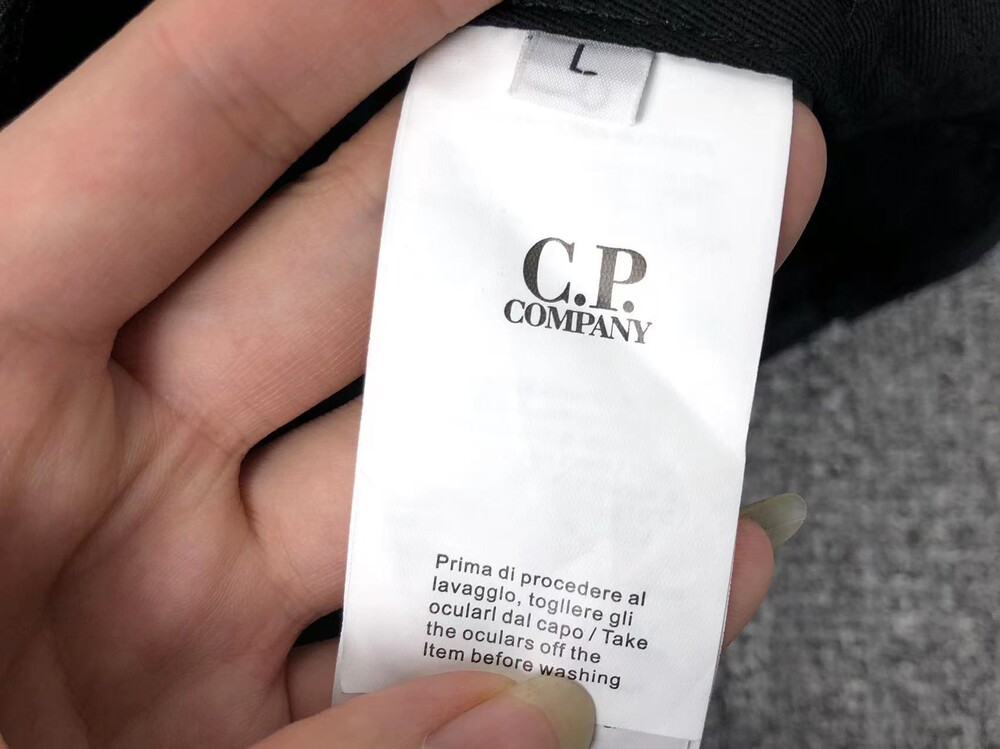 L
C.P.
COMPANY
Prima di procedere al
lavagglo, togllere gli
ocularl dal capo / Take
the oculars off the
Item before washing